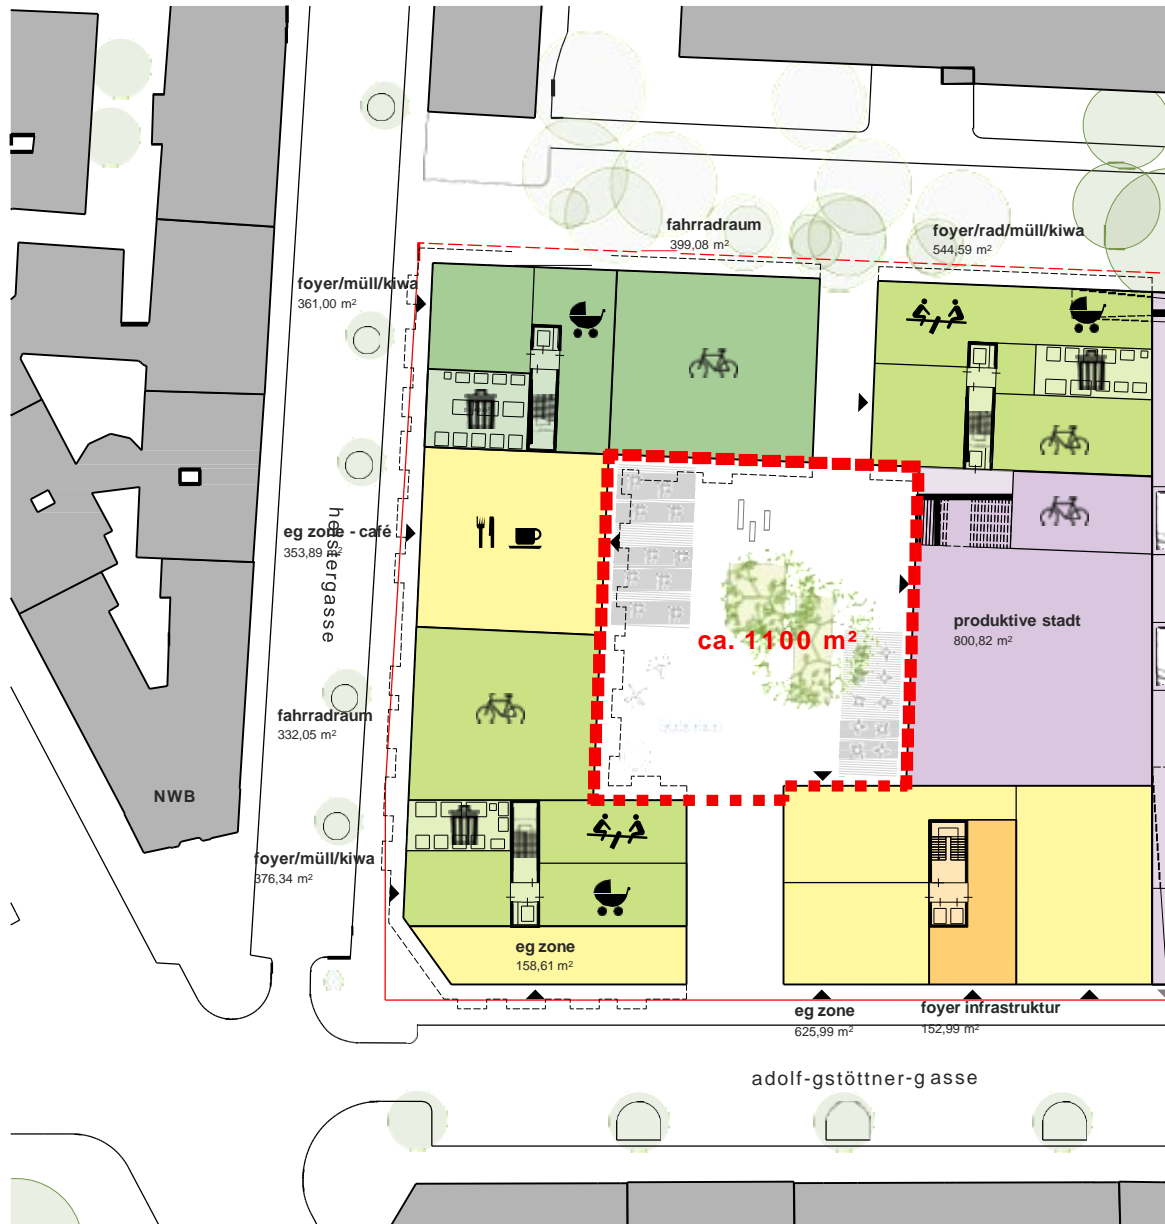 fahrradraum
399,08 m²
foyer/rad/müll/kiwa
544,59 m²
foyer/müll/kiwa
361,00 m²
eg zone - café
353,89 m²
heßtergasse
produktive stadt
800,82 m²
ca. 1100 m²
fahrradraum
332,05 m²
NWB
foyer/müll/kiwa
376,34 m²
eg zone
158,61 m²
eg zone
625,99 m²
foyer infrastruktur
152,99 m²
adolf-gstöttner-gasse